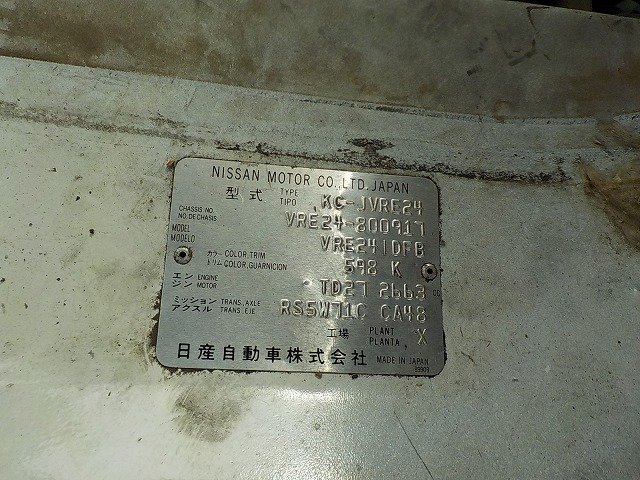 NISSAN MOTOR CO.,LTD. JAPAN
型式 TYPE TIPO KC-JVRE24
CHASSIS NO. NO.DE CHASIS VRE24-800917
MODEL MODELO VRE241DFB
カラー COLOR,TRIM トリム COLOR,GUARNICION 598 K
エンジン ENGINE MOTOR TD27 2663 CC
ミッション TRANS.,AXLE アクスル TRANS.,EJE RS5W71C CA48
工場 PLANT PLANTA X
日産自動車株式会社 MADE IN JAPAN